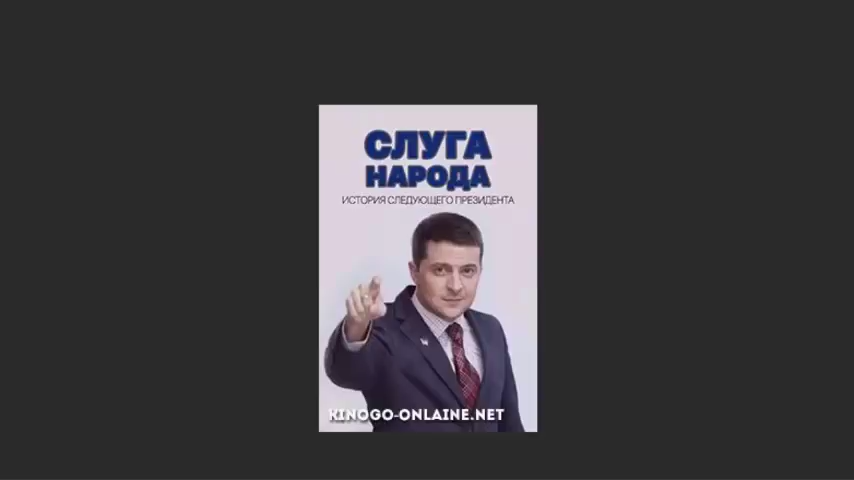 СЛУГА
НАРОДА
ИСТОРИЯ СЛЕДУЮЩЕГО ПРЕЗИДЕНТА
KINOGO-ONLAINE.NET